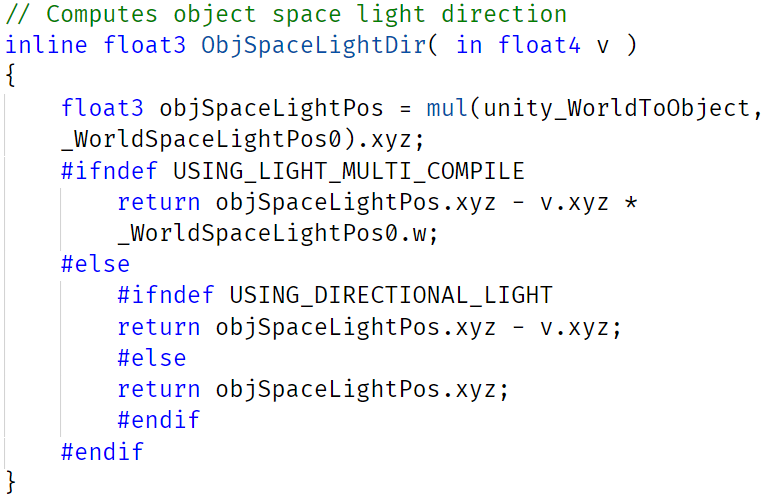 // Computes object space light direction
inline float3 ObjSpaceLightDir( in float4 v )
{
float3 objSpaceLightPos = mul(unity_WorldToObject,
_WorldSpaceLightPos0).xyz;
#ifndef USING_LIGHT_MULTI_COMPILE
return objSpaceLightPos.xyz - v.xyz *
_WorldSpaceLightPos0.w;
#else
#ifndef USING_DIRECTIONAL_LIGHT
return objSpaceLightPos.xyz - v.xyz;
#else
return objSpaceLightPos.xyz;
#endif
#endif
}